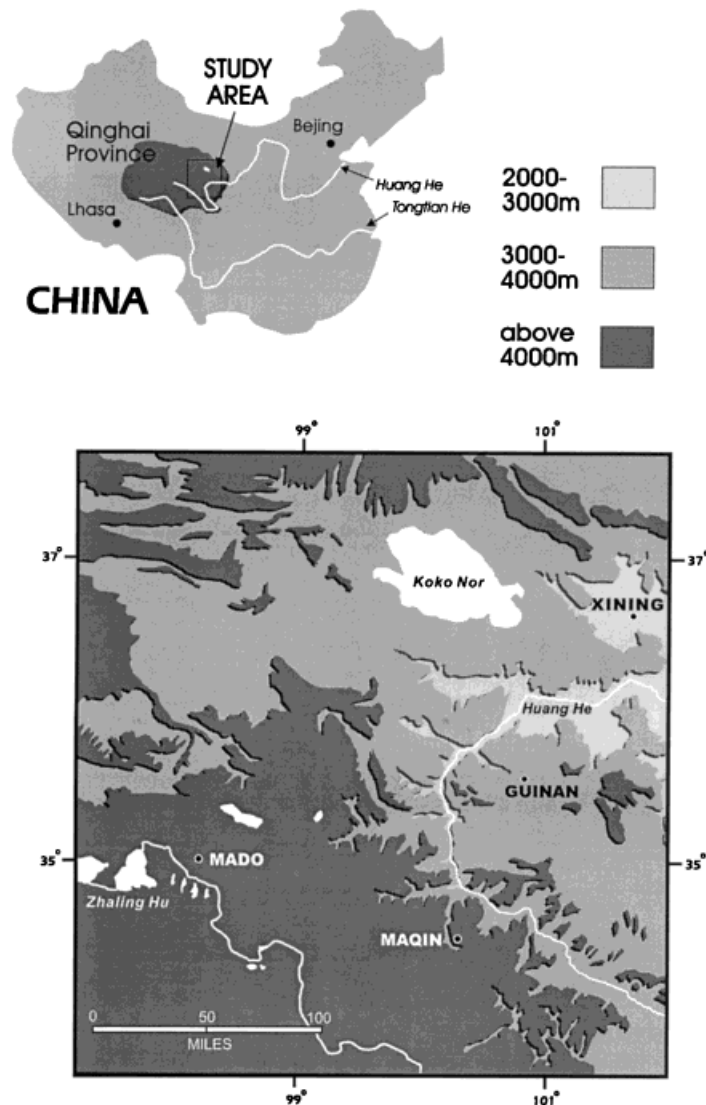 STUDY
AREA
Qinghai
Province
Bejing
Huang He
Tongtian He
Lhasa
CHINA
2000-
3000m
3000-
4000m
above
4000m
99°
101°
37°
37°
Koko Nor
XINING
Huang He
GUINAN
35°
35°
MADO
Zhaling Hu
MAQIN
0
50
100
MILES
99°
101°